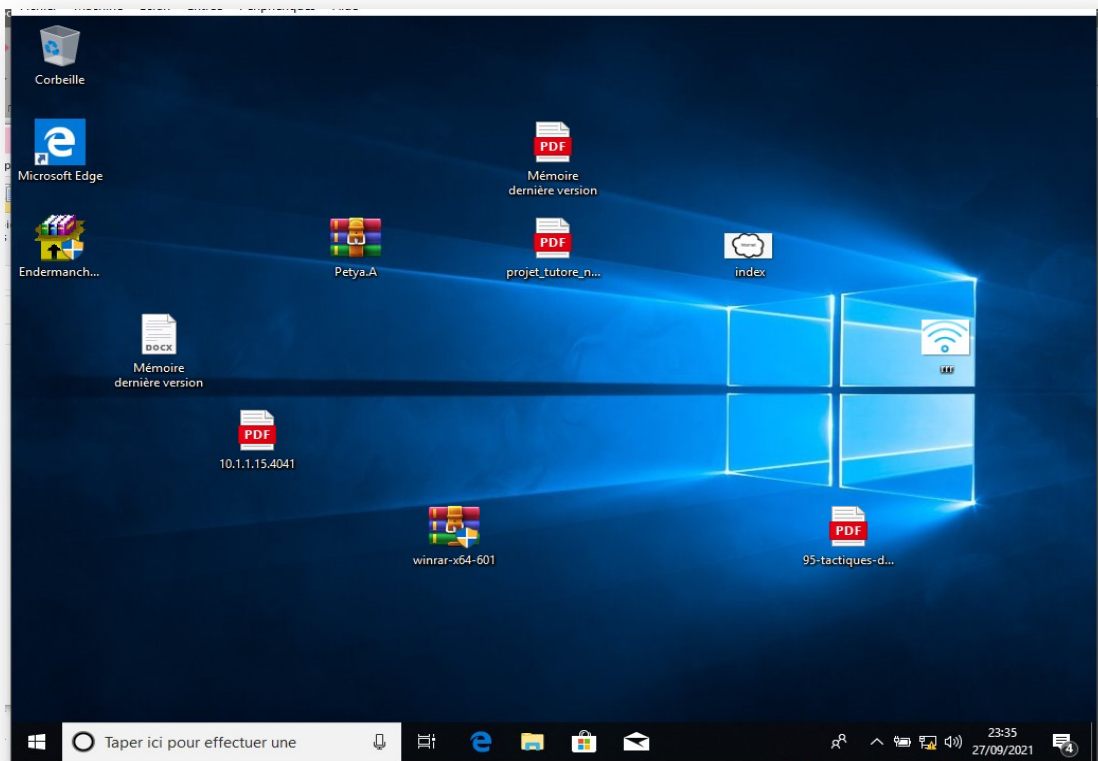 Corbeille
PDF
Microsoft Edge
Mémoire
dernière version
PDF
Endermanch...
Petya.A
projet_tutore_n...
index
DOCX
Mémoire
dernière version
PDF
10.1.1.15.4041
PDF
winrar-x64-601
95-tactiques-d...
Taper ici pour effectuer une
23:35
27/09/2021
4